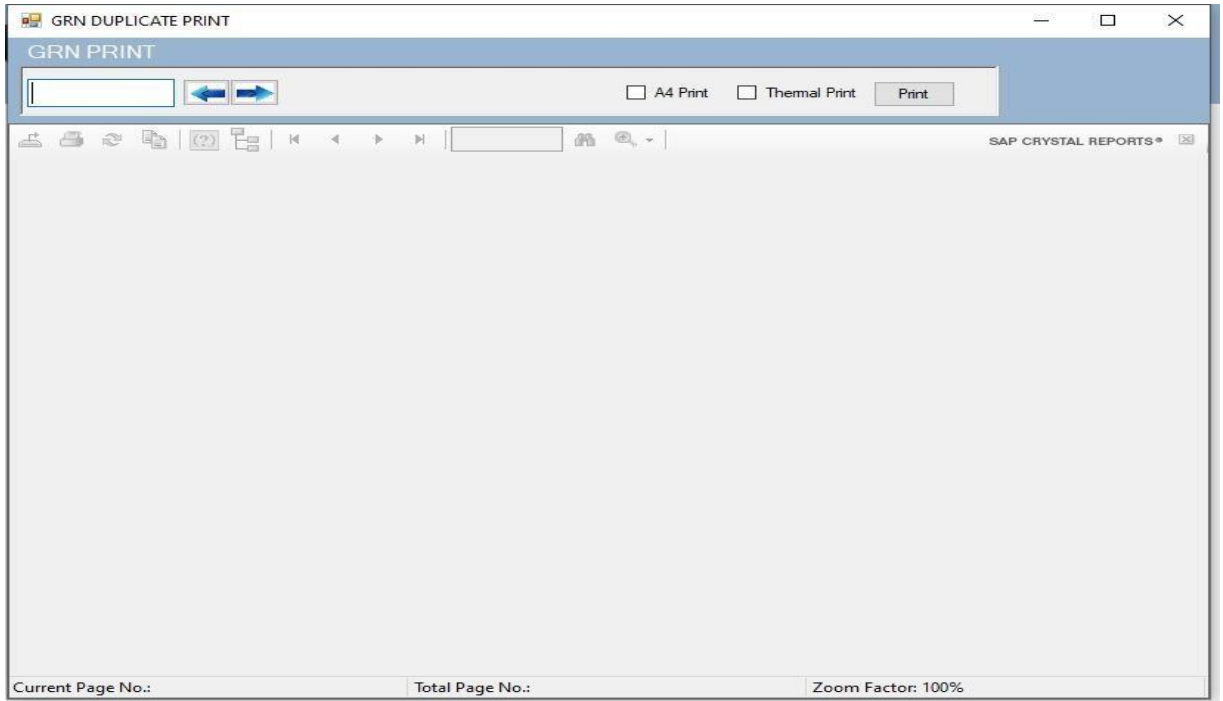 GRN DUPLICATE PRINT
GRN PRINT
A4 Print Thermal Print Print
(?) SAP CRYSTAL REPORTS®
Current Page No.: Total Page No.: Zoom Factor: 100%